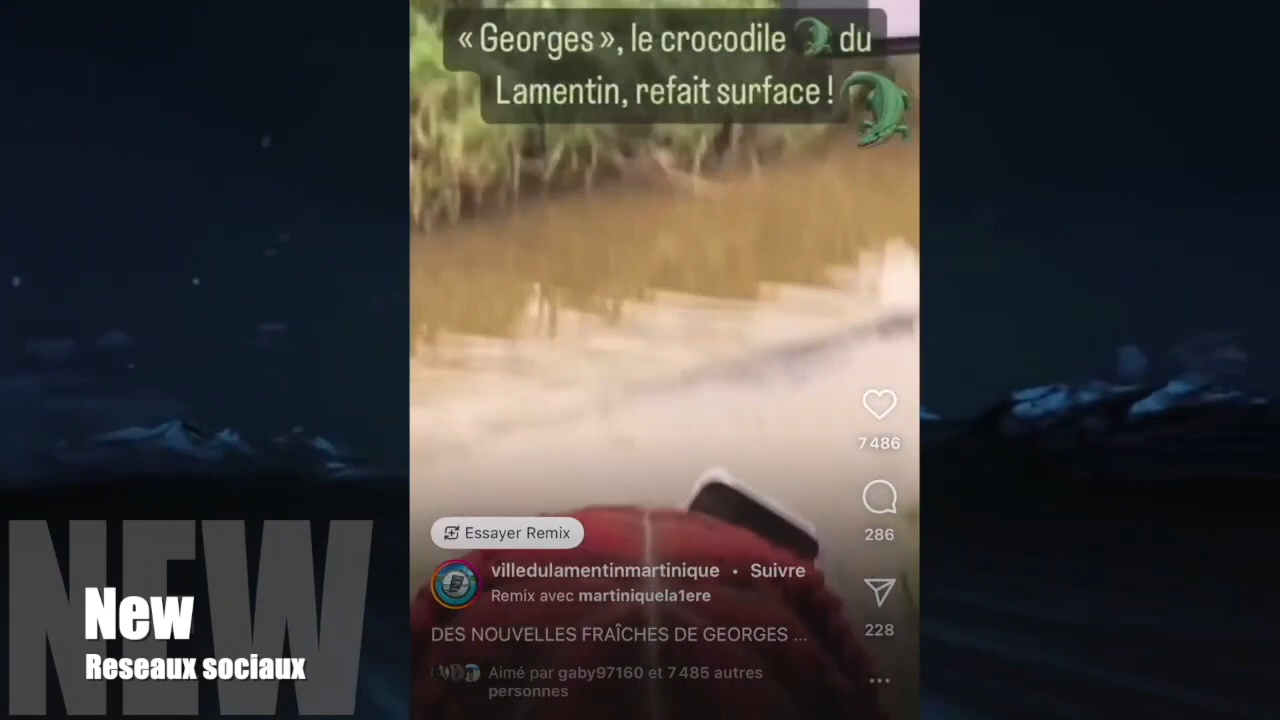 « Georges », le crocodile 🐊 du
Lamentin, refait surface ! 🐊
7 486
286
Essayer Remix
villedulamentinmartinique • Suivre
Remix avec martiniquela1ere
228
DES NOUVELLES FRAÎCHES DE GEORGES ...
Aimé par gaby97160 et 7 485 autres
personnes
NEW
New
Reseaux sociaux